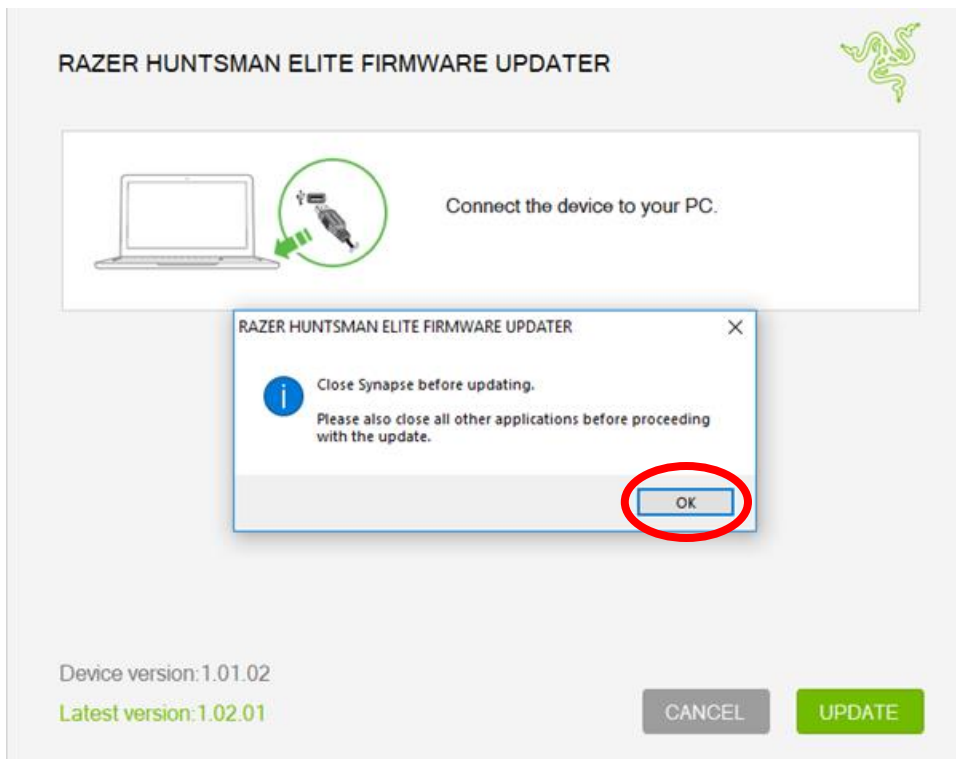 RAZER HUNTSMAN ELITE FIRMWARE UPDATER
Connect the device to your PC.
RAZER HUNTSMAN ELITE FIRMWARE UPDATER
Close Synapse before updating.
Please also close all other applications before proceeding
with the update.
OK
Device version:1.01.02
Latest version:1.02.01
CANCEL
UPDATE